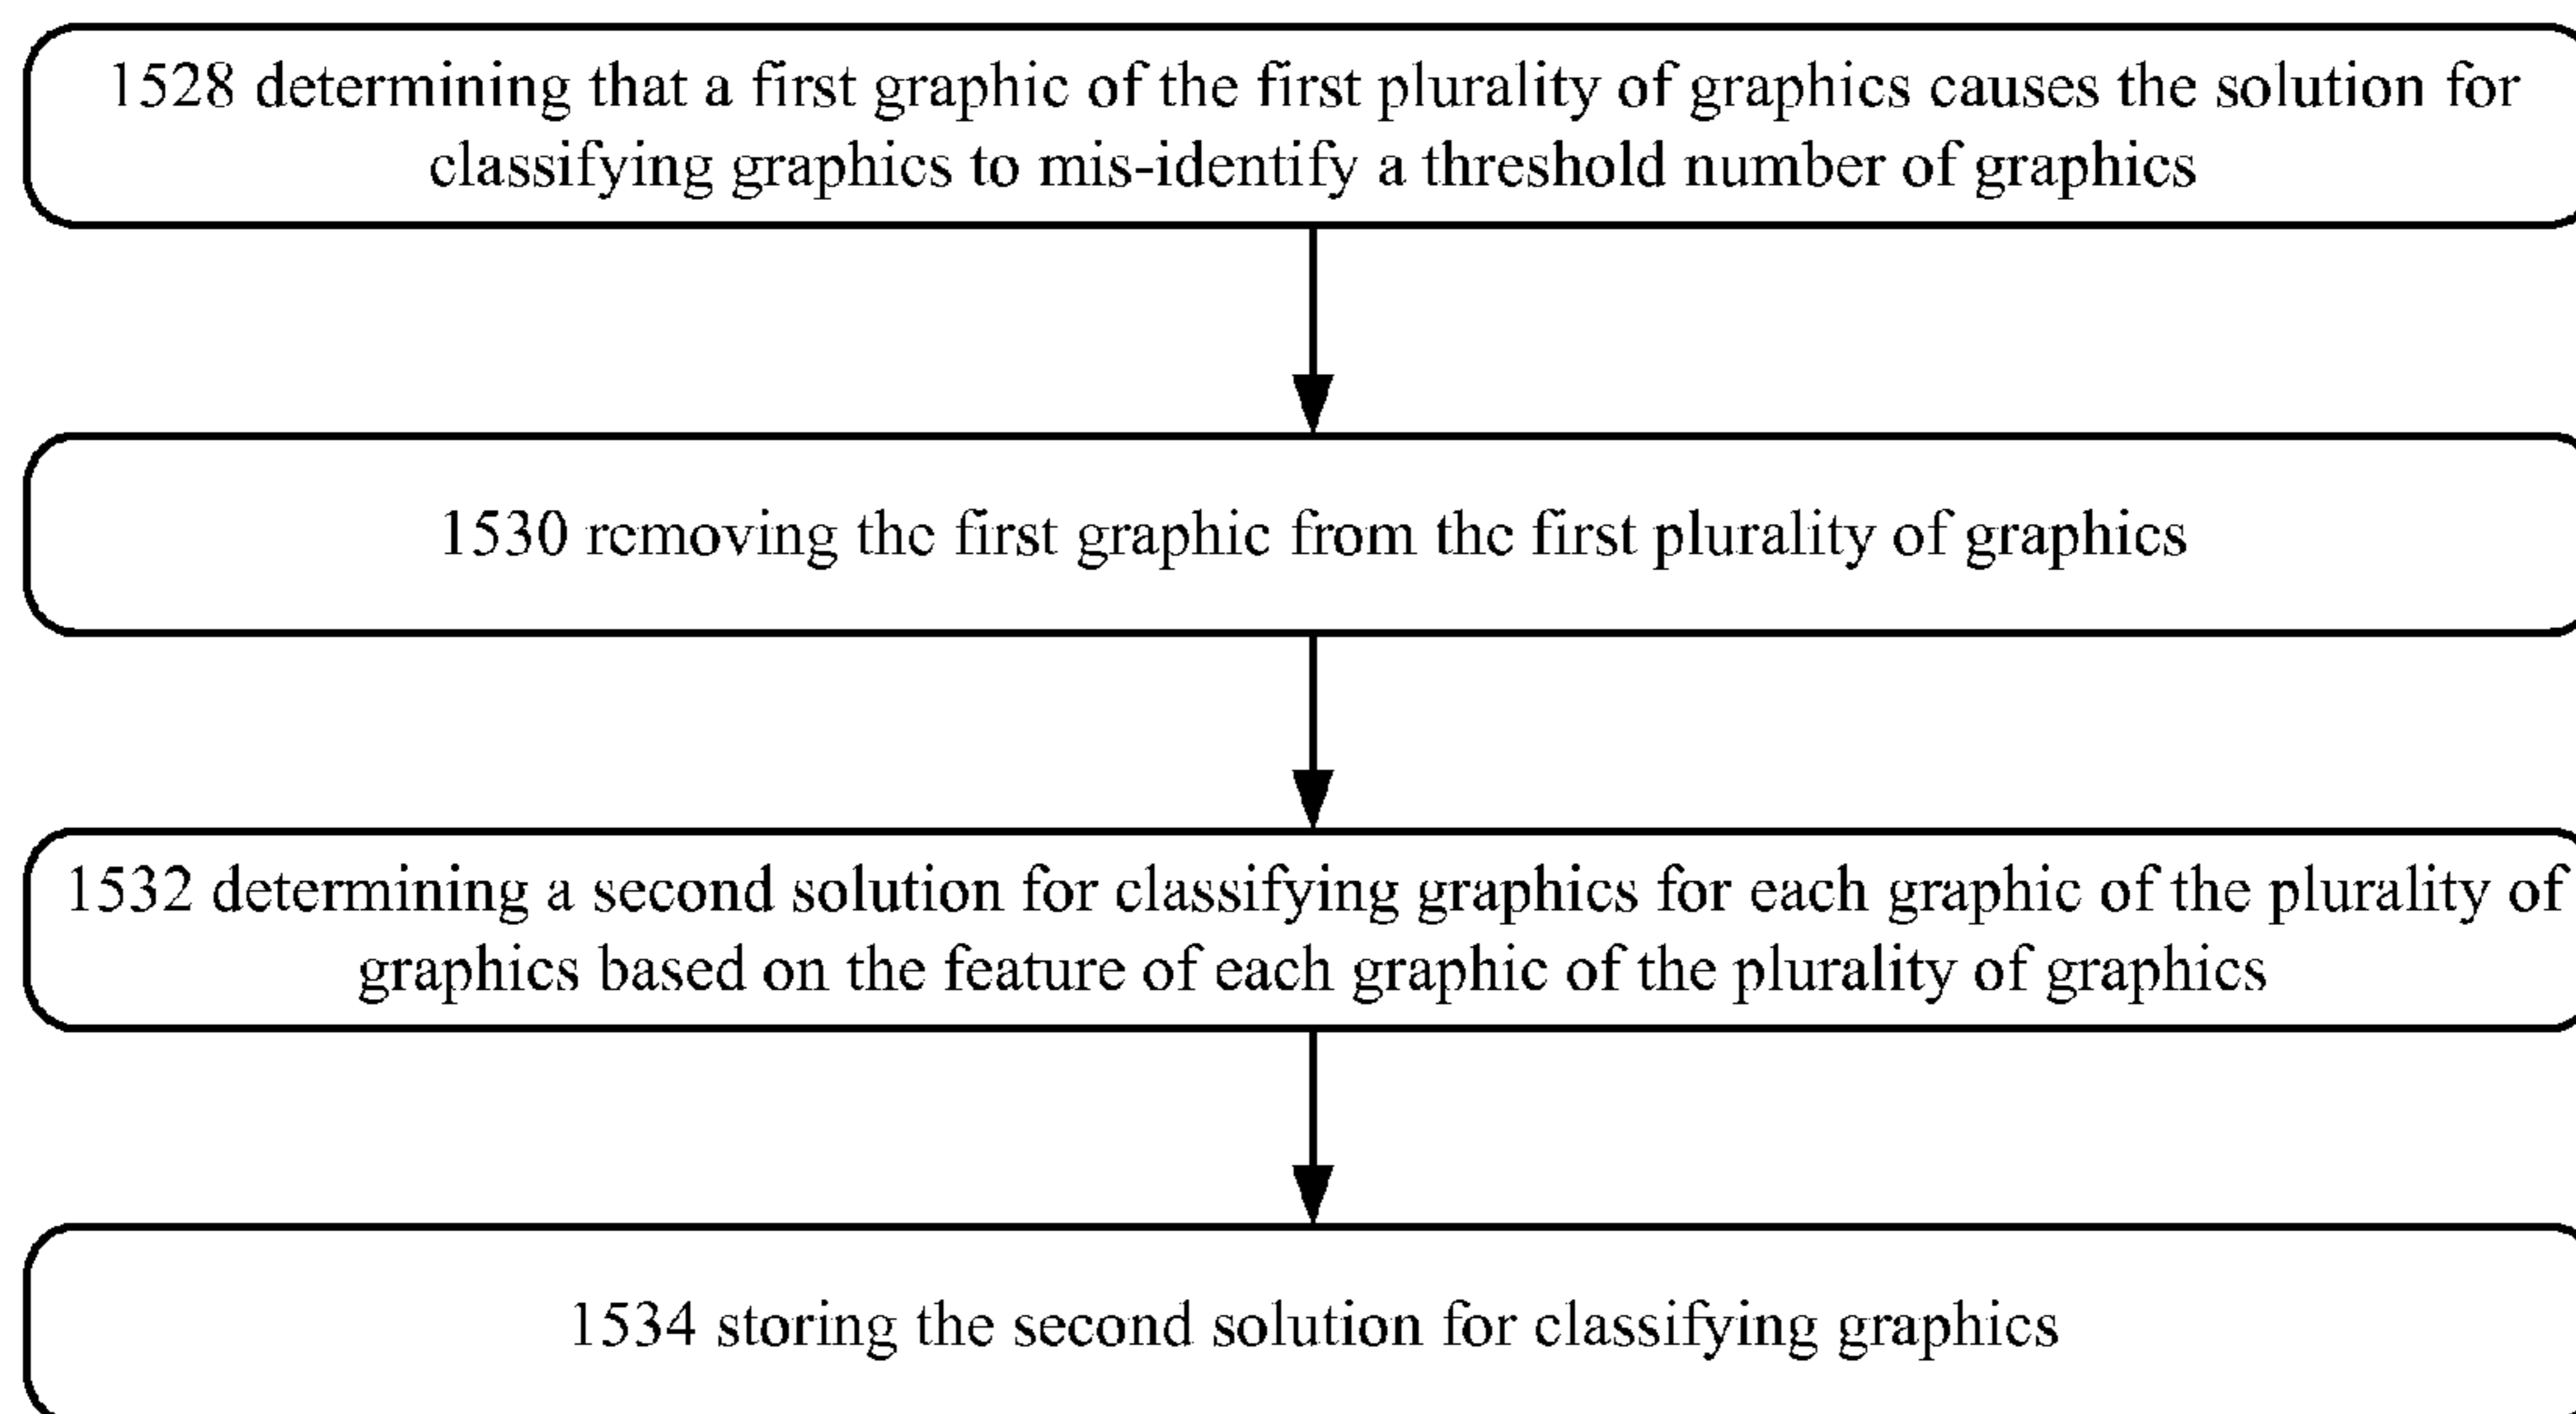 1528 determining that a first graphic of the first plurality of graphics causes the solution for
classifying graphics to mis-identify a threshold number of graphics
1530 removing the first graphic from the first plurality of graphics
1532 determining a second solution for classifying graphics for each graphic of the plurality of
graphics based on the feature of each graphic of the plurality of graphics
1534 storing the second solution for classifying graphics